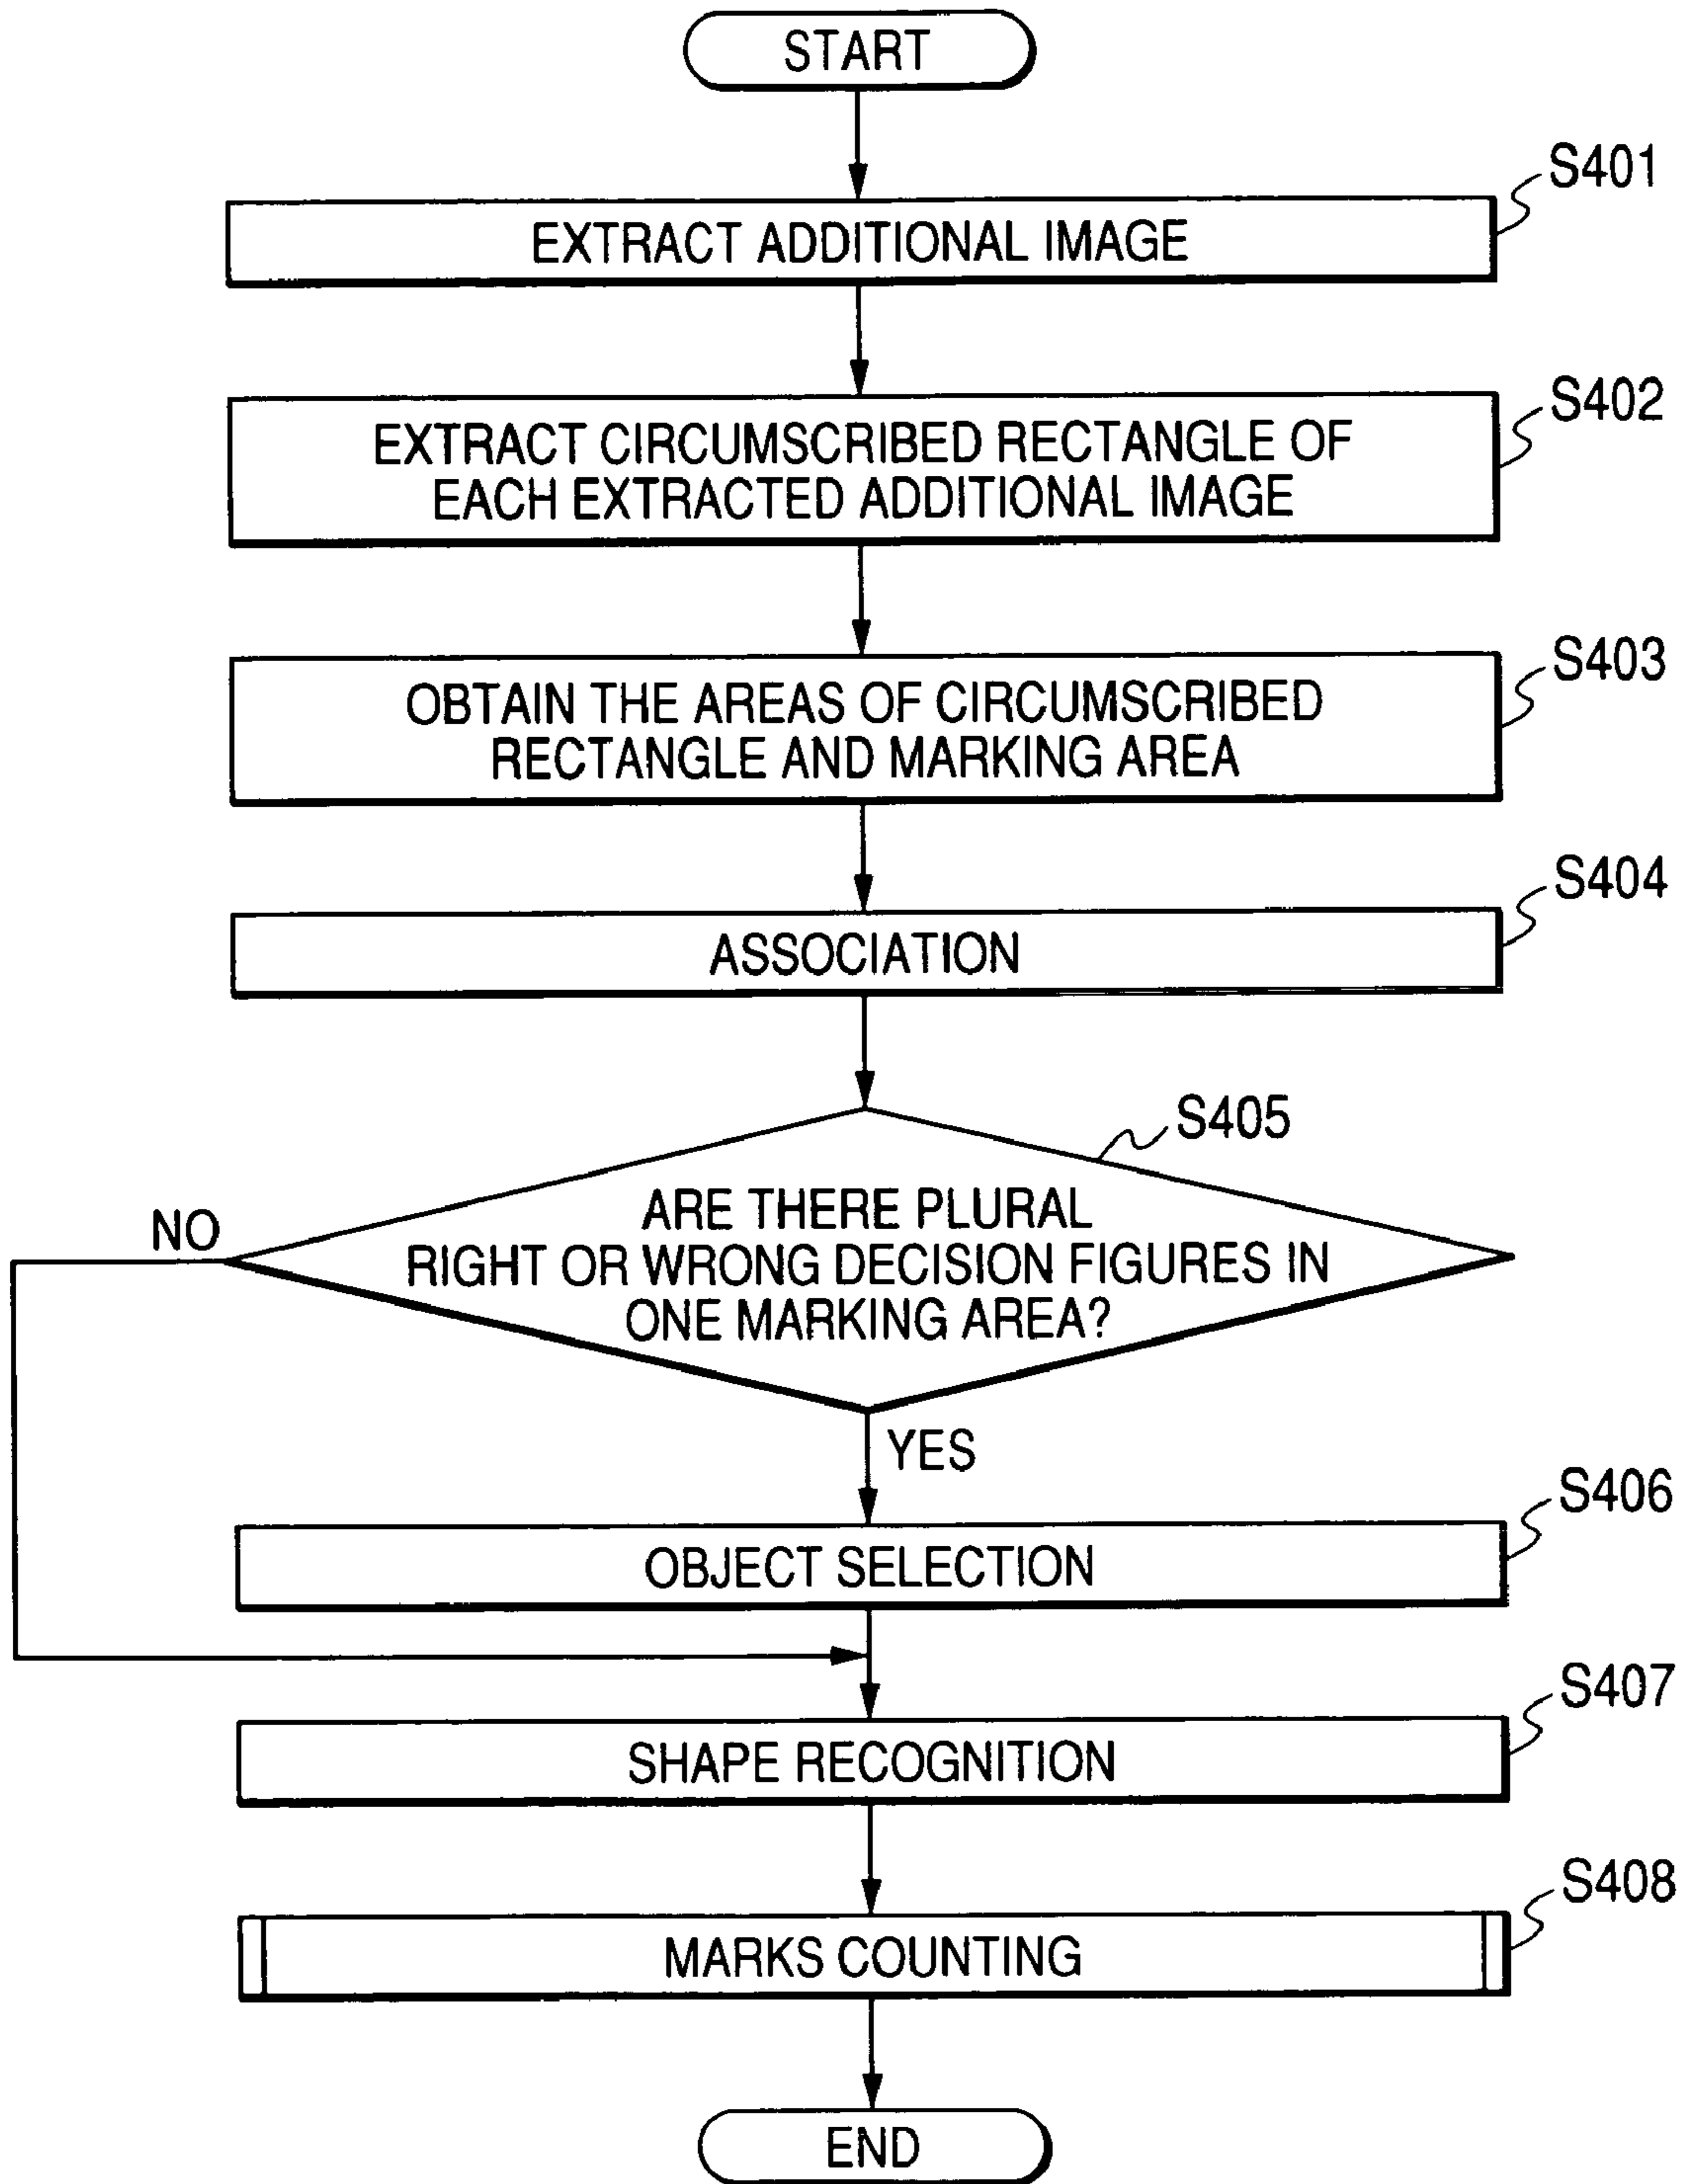 START
S401
EXTRACT ADDITIONAL IMAGE
S402
EXTRACT CIRCUMSCRIBED RECTANGLE OF
EACH EXTRACTED ADDITIONAL IMAGE
S403
OBTAIN THE AREAS OF CIRCUMSCRIBED
RECTANGLE AND MARKING AREA
S404
ASSOCIATION
S405
ARE THERE PLURAL
RIGHT OR WRONG DECISION FIGURES IN
ONE MARKING AREA?
NO
YES
S406
OBJECT SELECTION
S407
SHAPE RECOGNITION
S408
MARKS COUNTING
END